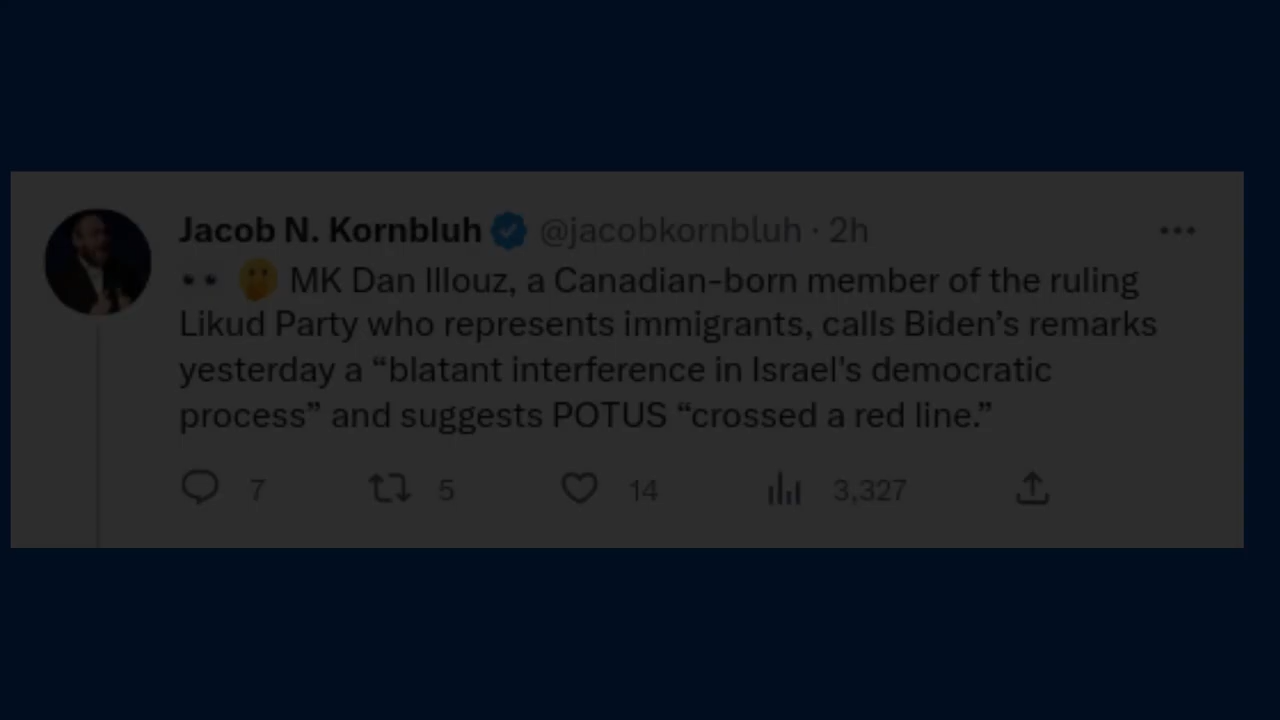 Jacob N. Kornbluh @jacobkornbluh · 2h
👀 🤫 MK Dan Illouz, a Canadian-born member of the ruling
Likud Party who represents immigrants, calls Biden’s remarks
yesterday a “blatant interference in Israel's democratic
process” and suggests POTUS “crossed a red line.”
7 5 14 3,327